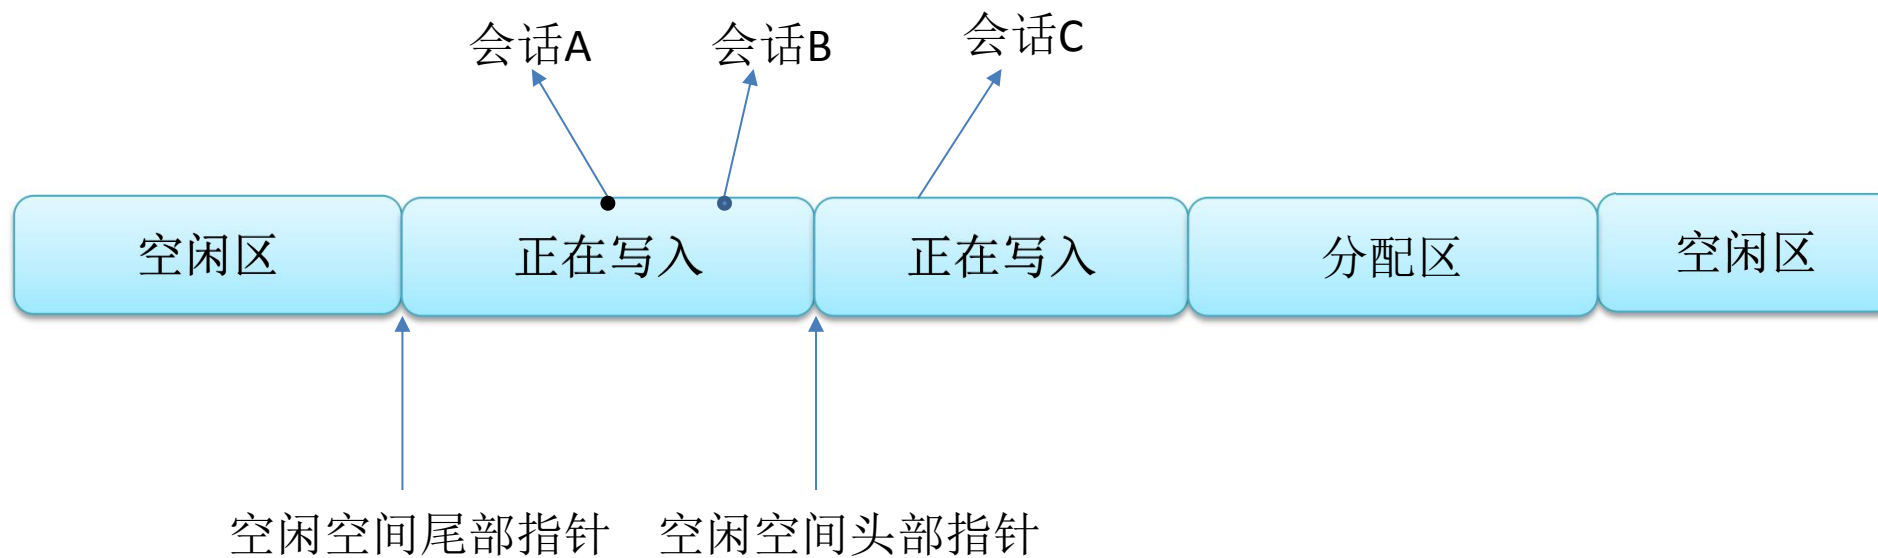 会话A
会话B
会话C
空闲区
正在写入
正在写入
分配区
空闲区
空闲空间尾部指针
空闲空间头部指针